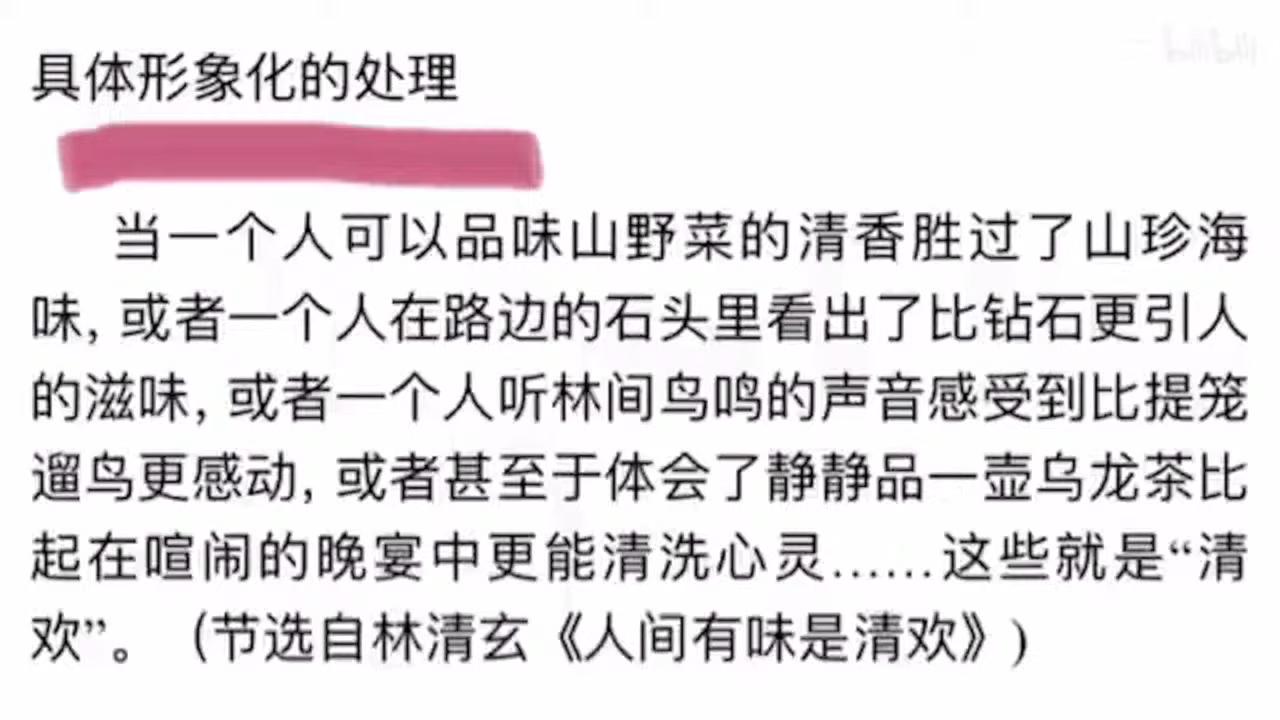 具体形象化的处理
bilibili
当一个人可以品味山野菜的清香胜过了山珍海
味,或者一个人在路边的石头里看出了比钻石更引人
的滋味,或者一个人听林间鸟鸣的声音感受到比提笼
遛鸟更感动,或者甚至于体会了静静品一壶乌龙茶比
起在喧闹的晚宴中更能清洗心灵……这些就是“清
欢”。（节选自林清玄《人间有味是清欢》)